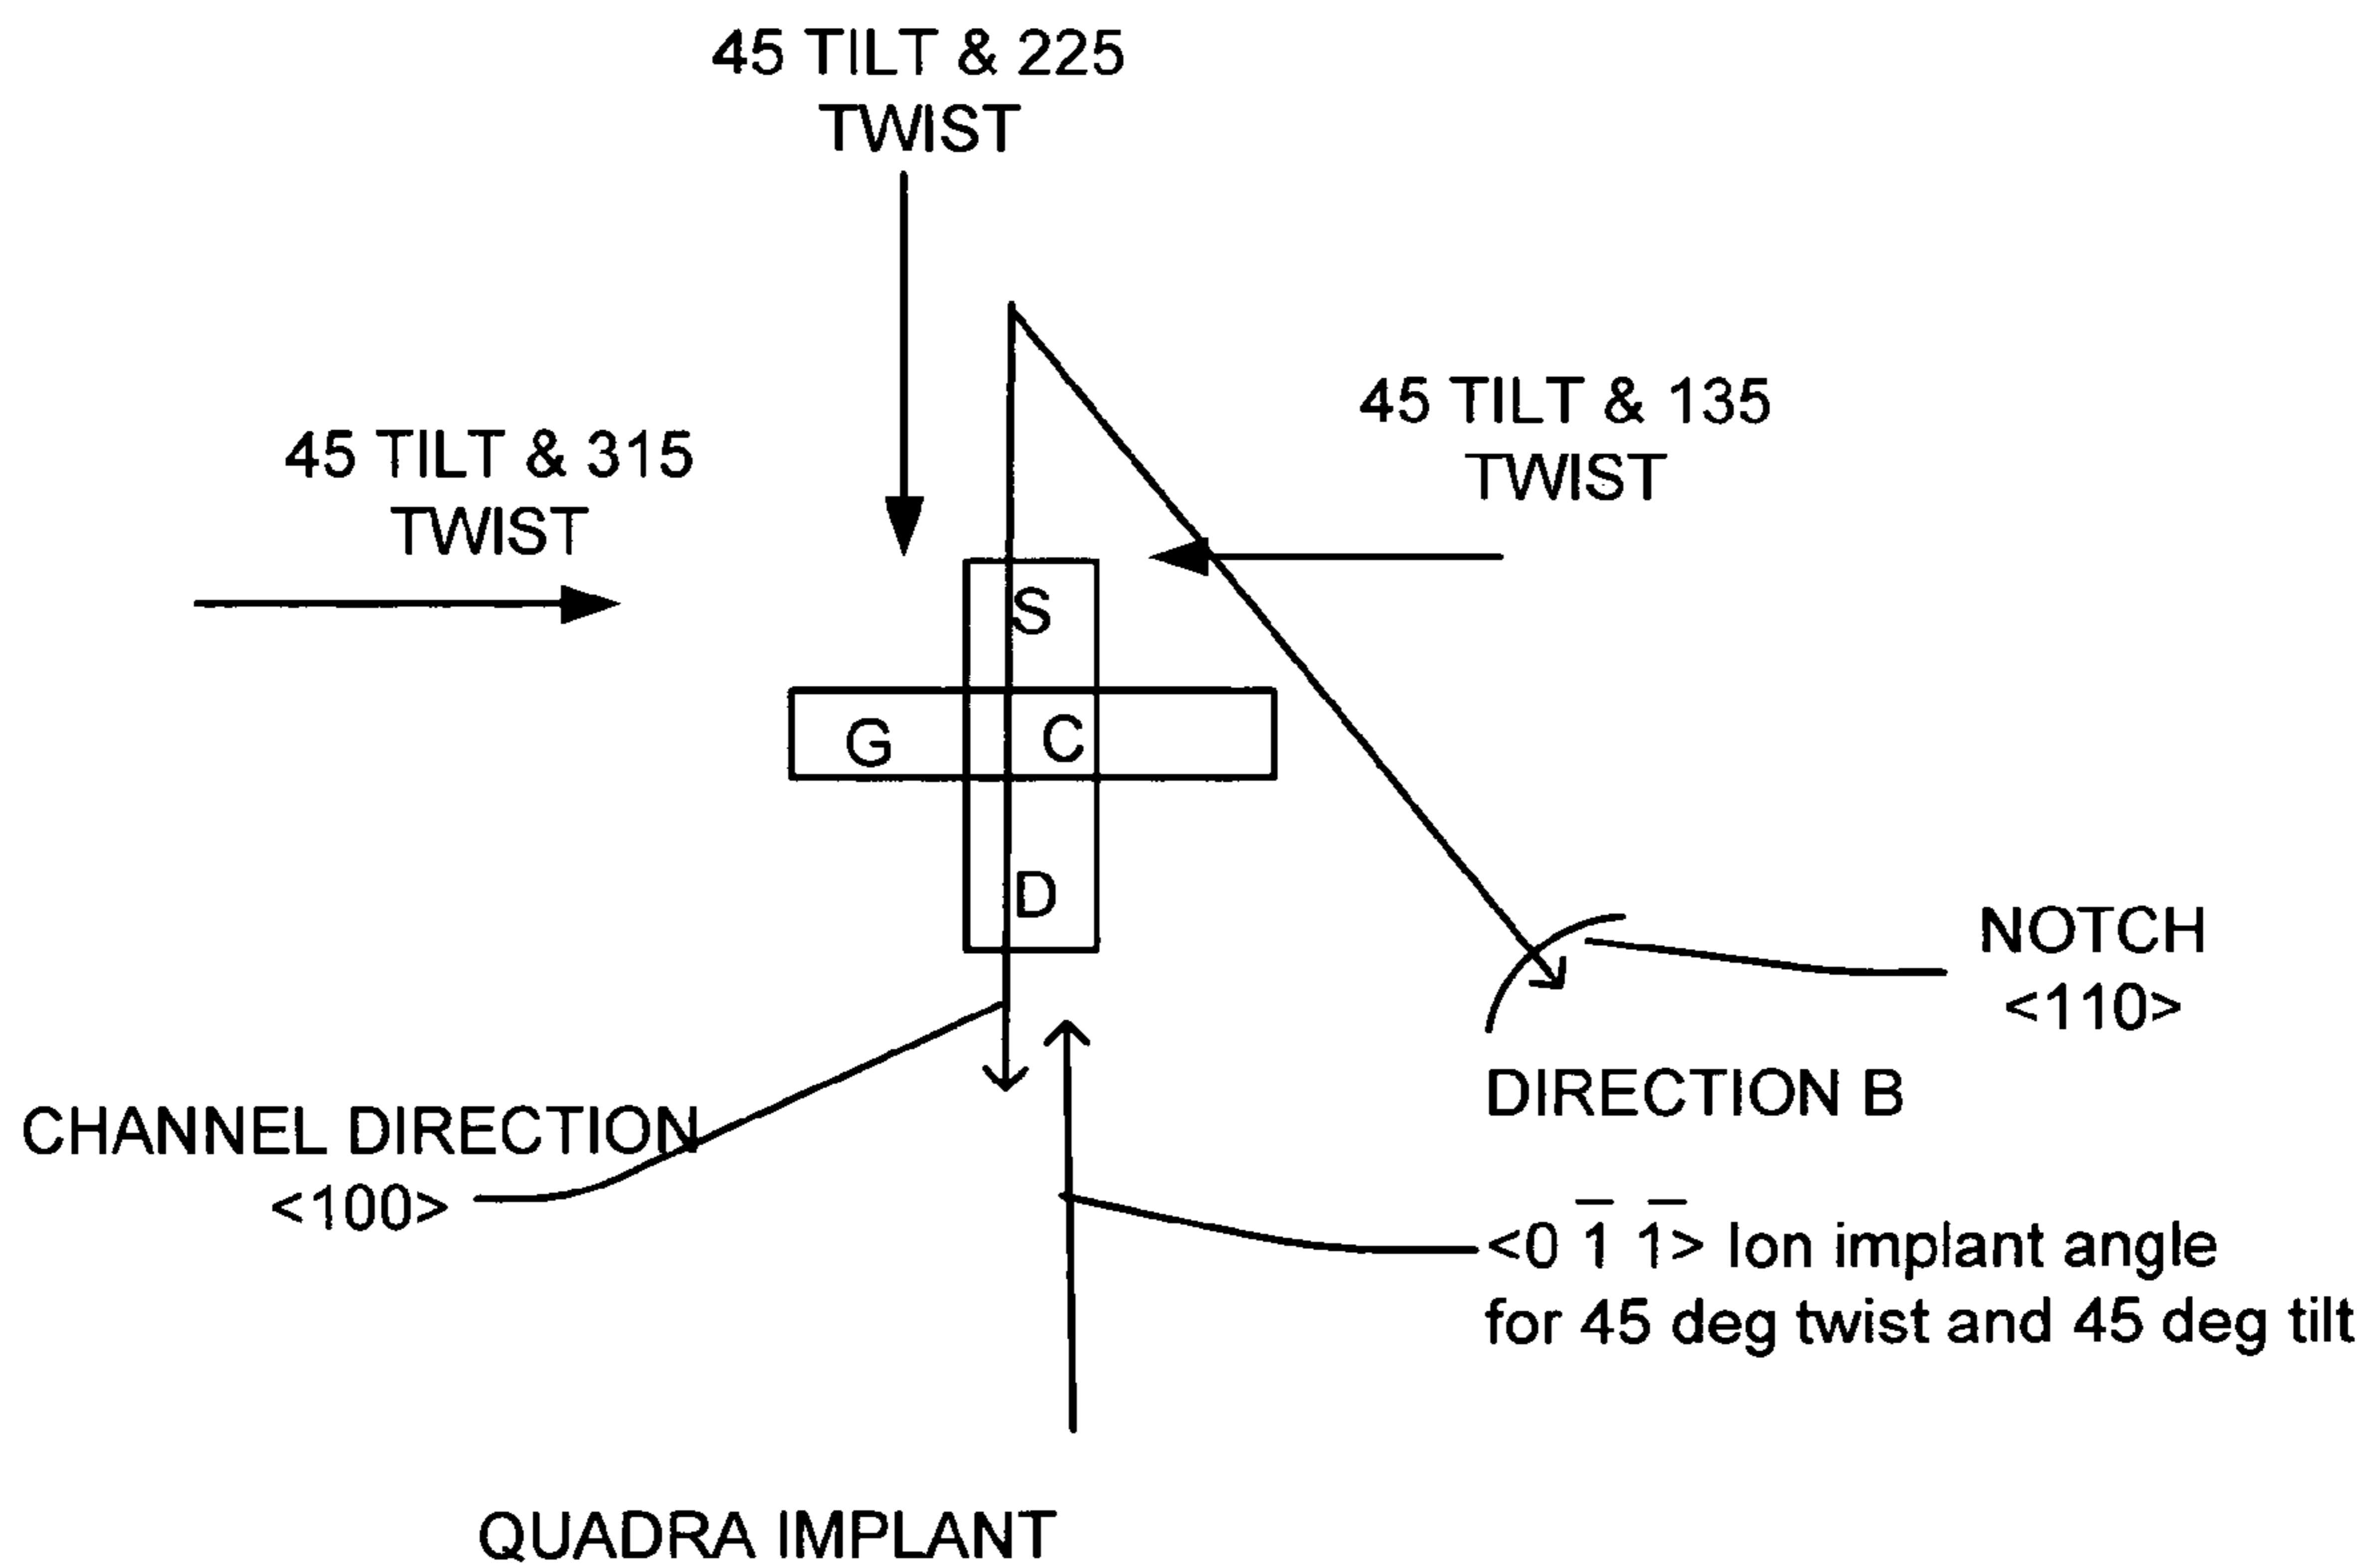 45 TILT & 225
TWIST
45 TILT & 135
TWIST
45 TILT & 315
TWIST
S
G
C
D
NOTCH
<110>
DIRECTION B
CHANNEL DIRECTION
<100>
<0 1̅ 1̅> Ion implant angle
for 45 deg twist and 45 deg tilt
QUADRA IMPLANT